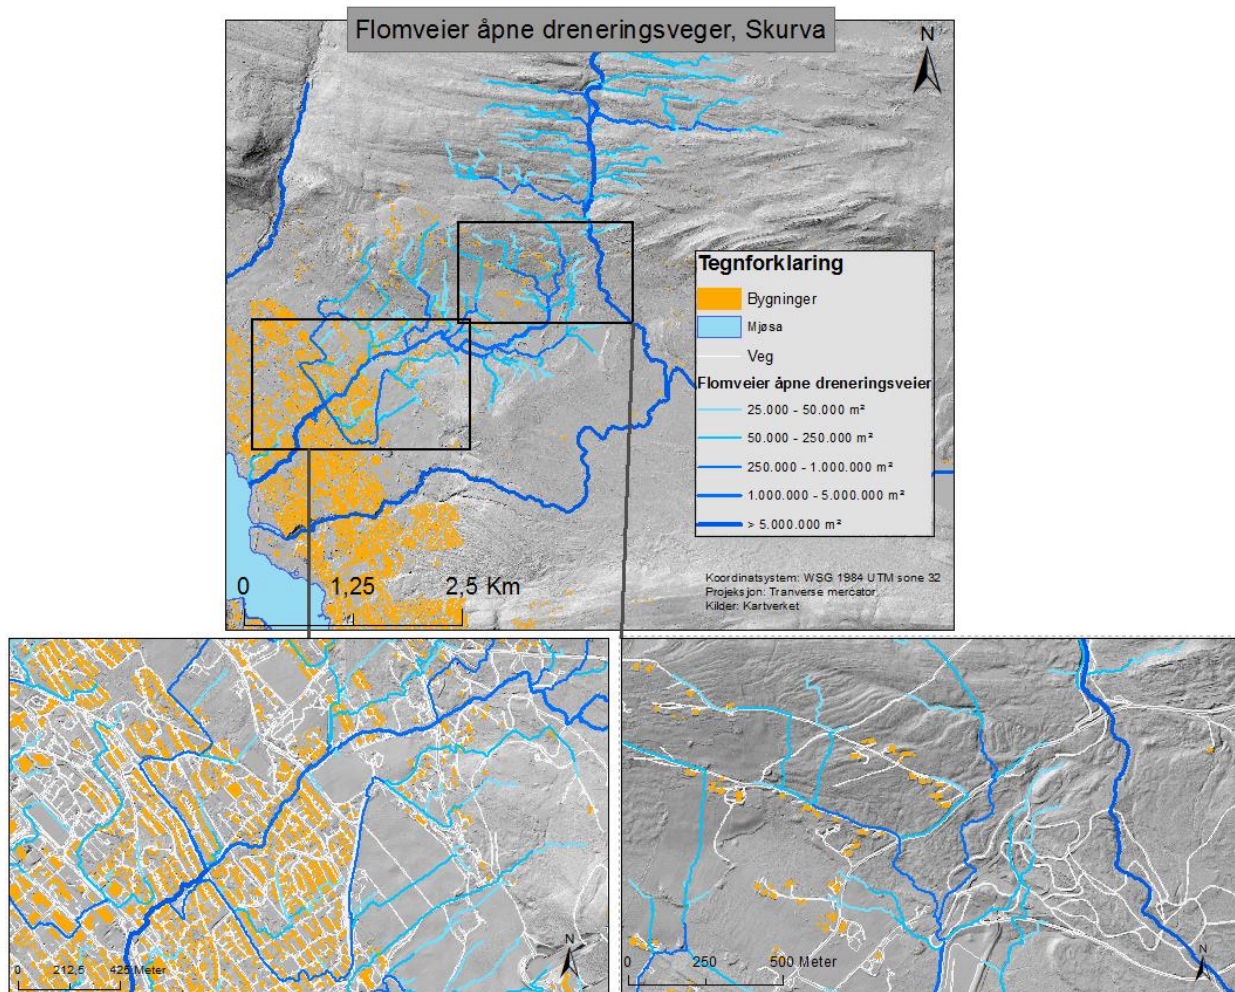 Flomveier åpne dreneringsveger, Skurva
N
Tegnforklaring
Bygninger
Mjøsa
Veg
Flomveier åpne dreneringsveier
25.000 - 50.000 m²
50.000 - 250.000 m²
250.000 - 1.000.000 m²
1.000.000 - 5.000.000 m²
> 5.000.000 m²
Koordinatsystem: WSG 1984 UTM sone 32
Projeksjon: Tranverse mercator
Kilder: Kartverket
0 1,25 2,5 Km
N
0 212,5 425 Meter
N
0 250 500 Meter